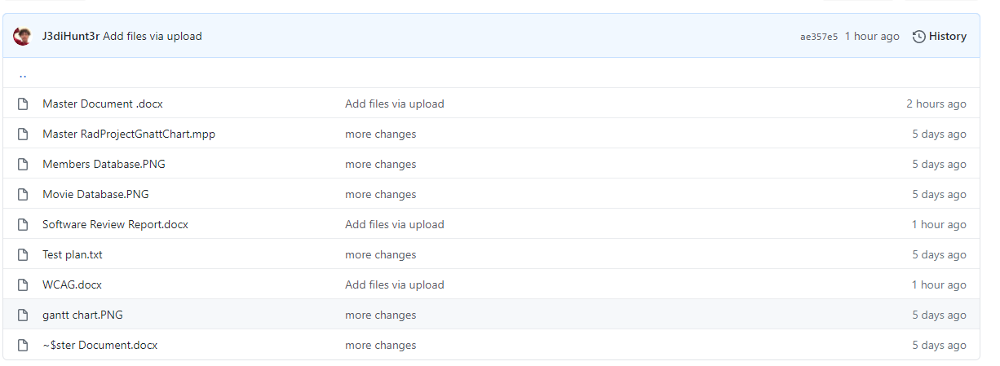 J3diHunt3r Add files via upload ae357e5 1 hour ago History
..
Master Document .docx Add files via upload 2 hours ago
Master RadProjectGnattChart.mpp more changes 5 days ago
Members Database.PNG more changes 5 days ago
Movie Database.PNG more changes 5 days ago
Software Review Report.docx Add files via upload 1 hour ago
Test plan.txt more changes 5 days ago
WCAG.docx Add files via upload 1 hour ago
gantt chart.PNG more changes 5 days ago
~$ster Document.docx more changes 5 days ago